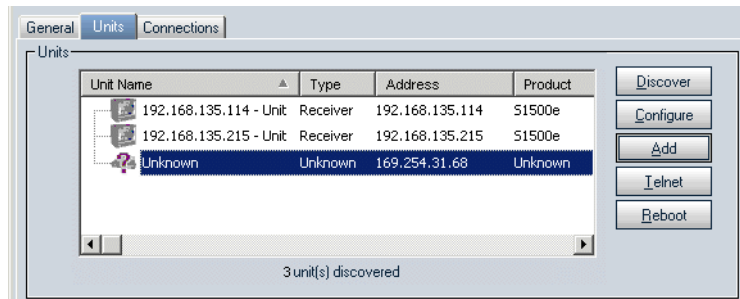 General Units Connections
Units
Unit Name Type Address Product
192.168.135.114 - Unit Receiver 192.168.135.114 S1500e
192.168.135.215 - Unit Receiver 192.168.135.215 S1500e
Unknown Unknown 169.254.31.68 Unknown
3 unit(s) discovered
Discover
Configure
Add
Telnet
Reboot